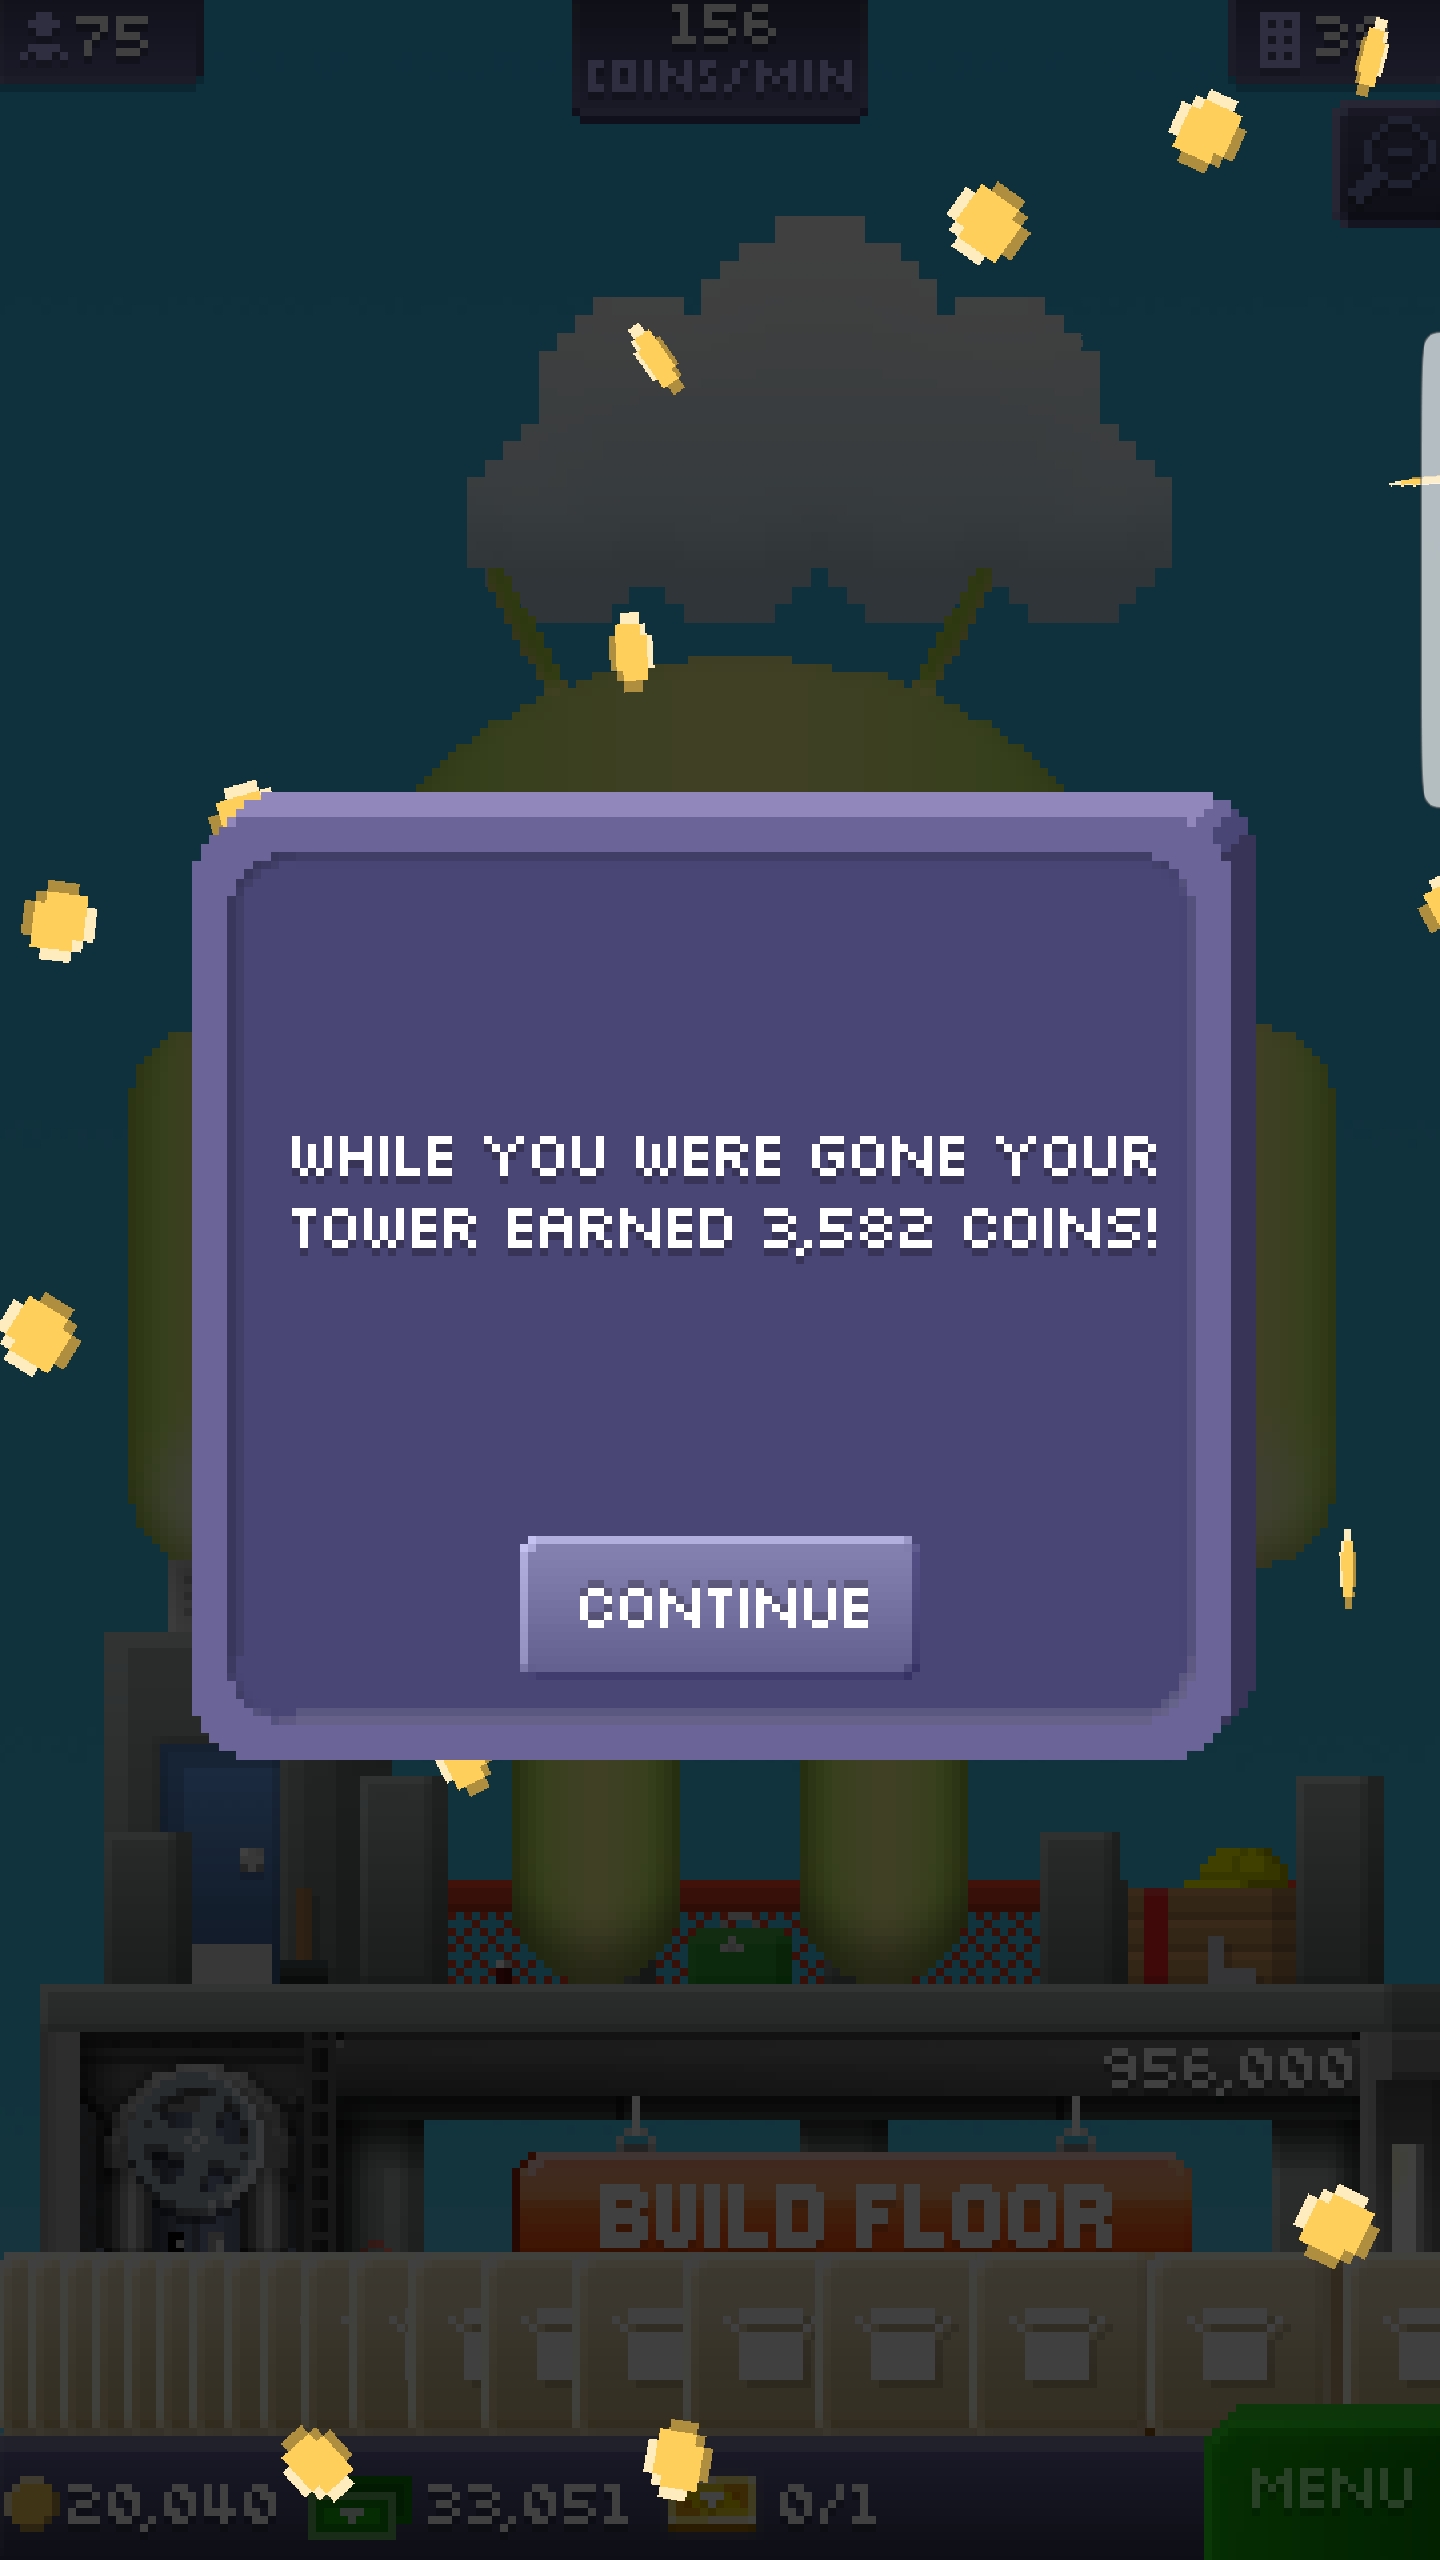 75
156
COINS/MIN
WHILE YOU WERE GONE YOUR
TOWER EARNED 3,582 COINS!
CONTINUE
956,000
BUILD FLOOR
20,040
33,051
0/1
MENU